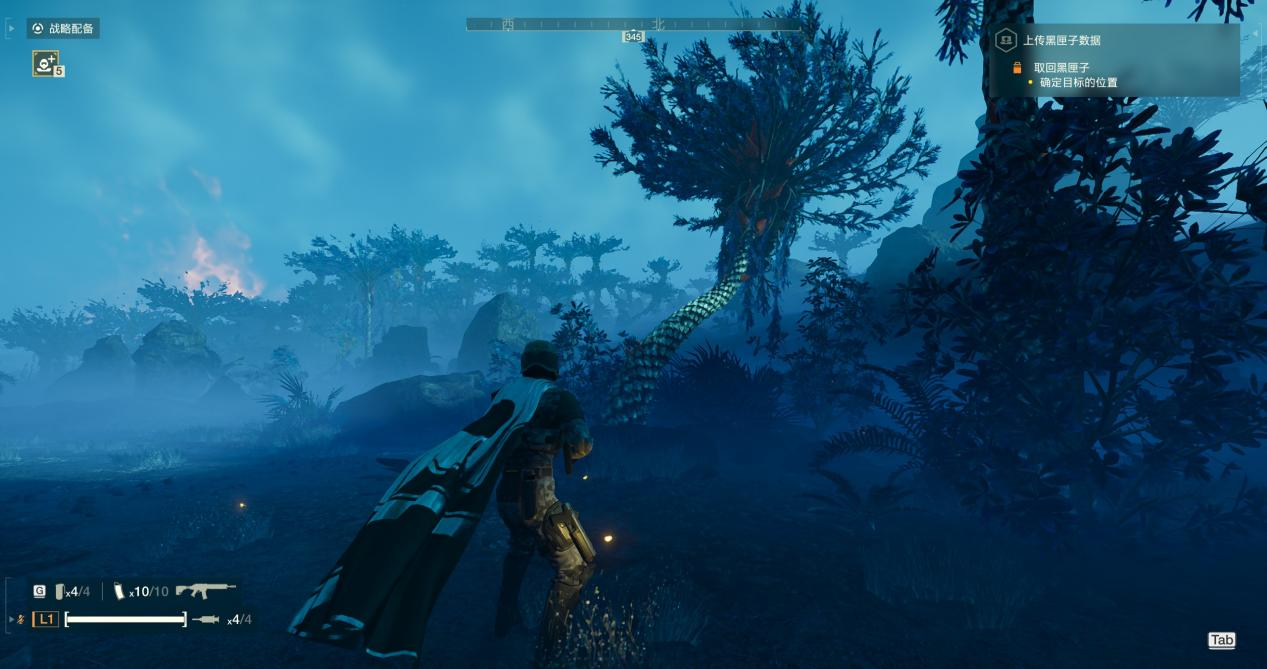 战略配备
5
西
北
345
上传黑匣子数据
取回黑匣子
确定目标的位置
G x4/4 x10/10
L1 x4/4
Tab